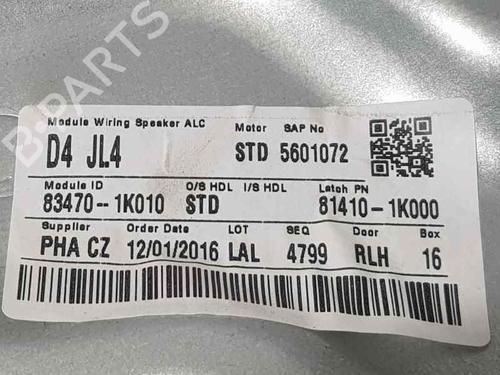 B-PARTS
Module Wiring Speaker ALC Motor SAP No
D4 JL4 STD 5601072
Module ID O/S HDL I/S HDL Latch PN
83470-1K010 STD 81410-1K000
Supplier Order Date LOT SEQ Door Box
PHA CZ 12/01/2016 LAL 4799 RLH 16